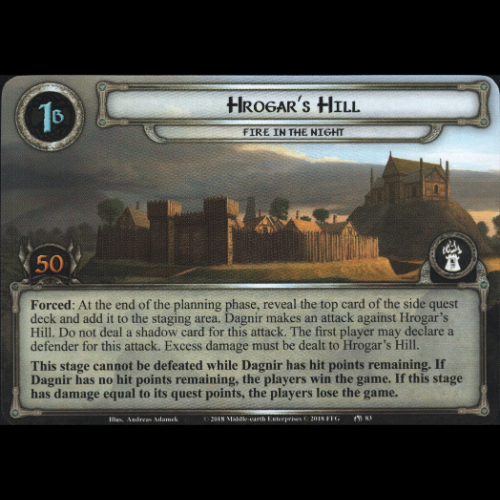 1B
HROGAR'S HILL
FIRE IN THE NIGHT
50
Forced: At the end of the planning phase, reveal the top card of the side quest
deck and add it to the staging area. Dagnir makes an attack against Hrogar's
Hill. Do not deal a shadow card for this attack. The first player may declare a
defender for this attack. Excess damage must be dealt to Hrogar's Hill.
This stage cannot be defeated while Dagnir has hit points remaining. If
Dagnir has no hit points remaining, the players win the game. If this stage
has damage equal to its quest points, the players lose the game.
Illus. Andreas Adamek © 2018 Middle-earth Enterprises © 2018 FFG 83